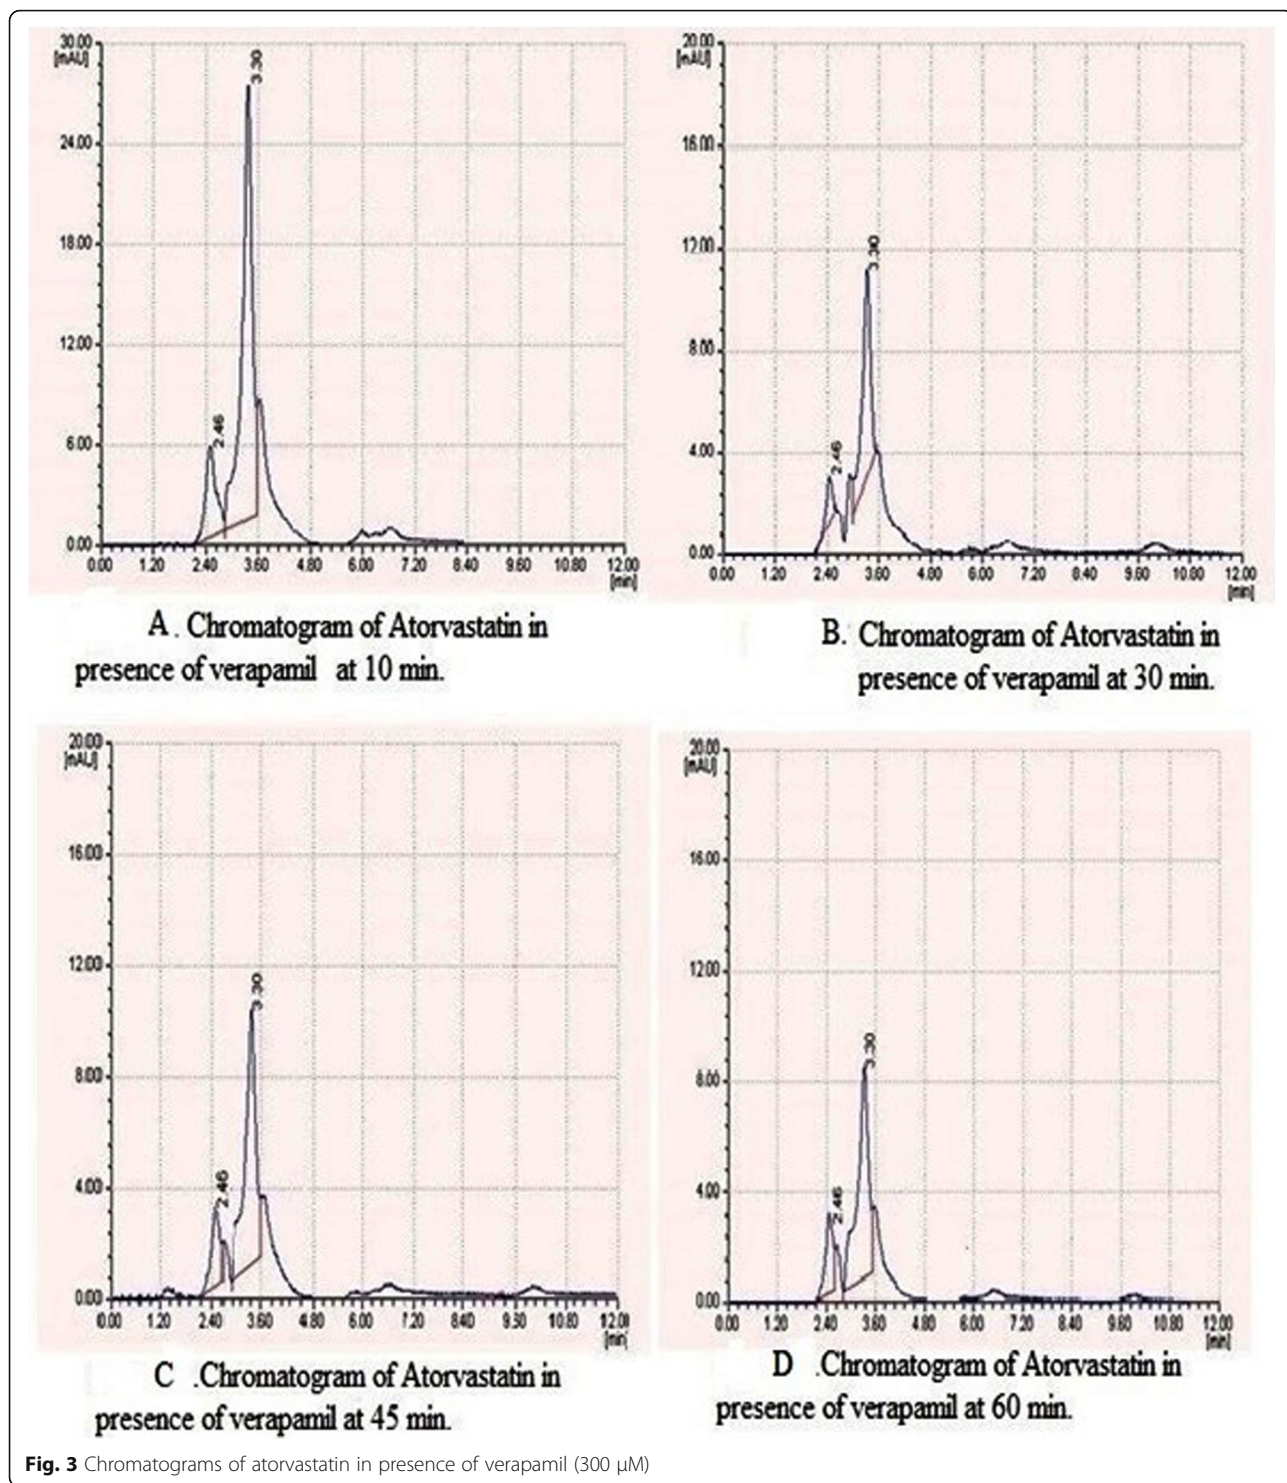 30.00
[mAU]
24.00
18.00
12.00
6.00
0.00
2.46
3.30
0.00 1.20 2.40 3.60 4.80 6.00 7.20 8.40 9.60 10.80 12.00
[min]
A . Chromatogram of Atorvastatin in
presence of verapamil at 10 min.
20.00
[mAU]
16.00
12.00
8.00
4.00
0.00
2.46
3.30
0.00 1.20 2.40 3.60 4.80 6.00 7.20 8.40 9.60 10.80 12.00
[min]
B. Chromatogram of Atorvastatin in
presence of verapamil at 30 min.
20.00
[mAU]
16.00
12.00
8.00
4.00
0.00
2.46
3.30
0.00 1.20 2.40 3.60 4.80 6.00 7.20 8.40 9.30 10.80 12.00
[min]
C .Chromatogram of Atorvastatin in
presence of verapamil at 45 min.
20.00
[mAU]
16.00
12.00
8.00
4.00
0.00
2.46
3.30
0.00 1.20 2.40 3.60 4.80 6.00 7.20 8.40 9.60 10.80 12.00
[min]
D .Chromatogram of Atorvastatin in
presence of verapamil at 60 min.
Fig. 3 Chromatograms of atorvastatin in presence of verapamil (300 μM)